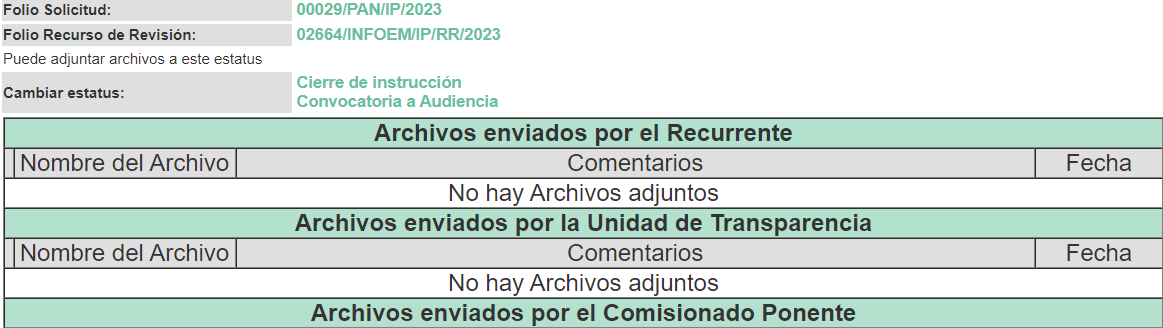 Folio Solicitud: 00029/PAN/IP/2023
Folio Recurso de Revisión: 02664/INFOEM/IP/RR/2023
Puede adjuntar archivos a este estatus
Cambiar estatus: Cierre de instrucción
Convocatoria a Audiencia
Archivos enviados por el Recurrente
Nombre del Archivo Comentarios Fecha
No hay Archivos adjuntos
Archivos enviados por la Unidad de Transparencia
Nombre del Archivo Comentarios Fecha
No hay Archivos adjuntos
Archivos enviados por el Comisionado Ponente